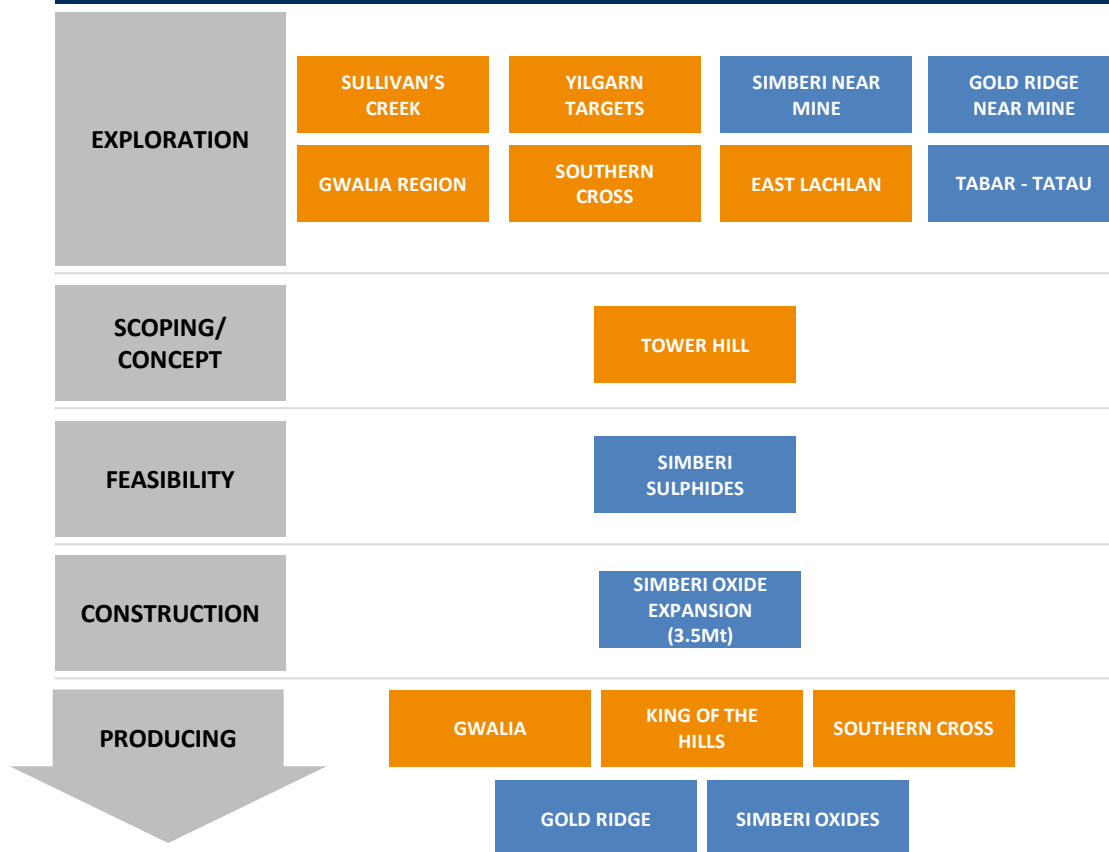 EXPLORATION
SULLIVAN'S
CREEK
YILGARN
TARGETS
SIMBERI NEAR
MINE
GOLD RIDGE
NEAR MINE
GWALIA REGION
SOUTHERN
CROSS
EAST LACHLAN
TABAR - TATAU
SCOPING/
CONCEPT
TOWER HILL
FEASIBILITY
SIMBERI
SULPHIDES
CONSTRUCTION
SIMBERI OXIDE
EXPANSION
(3.5Mt)
PRODUCING
GWALIA
KING OF THE
HILLS
SOUTHERN CROSS
GOLD RIDGE
SIMBERI OXIDES